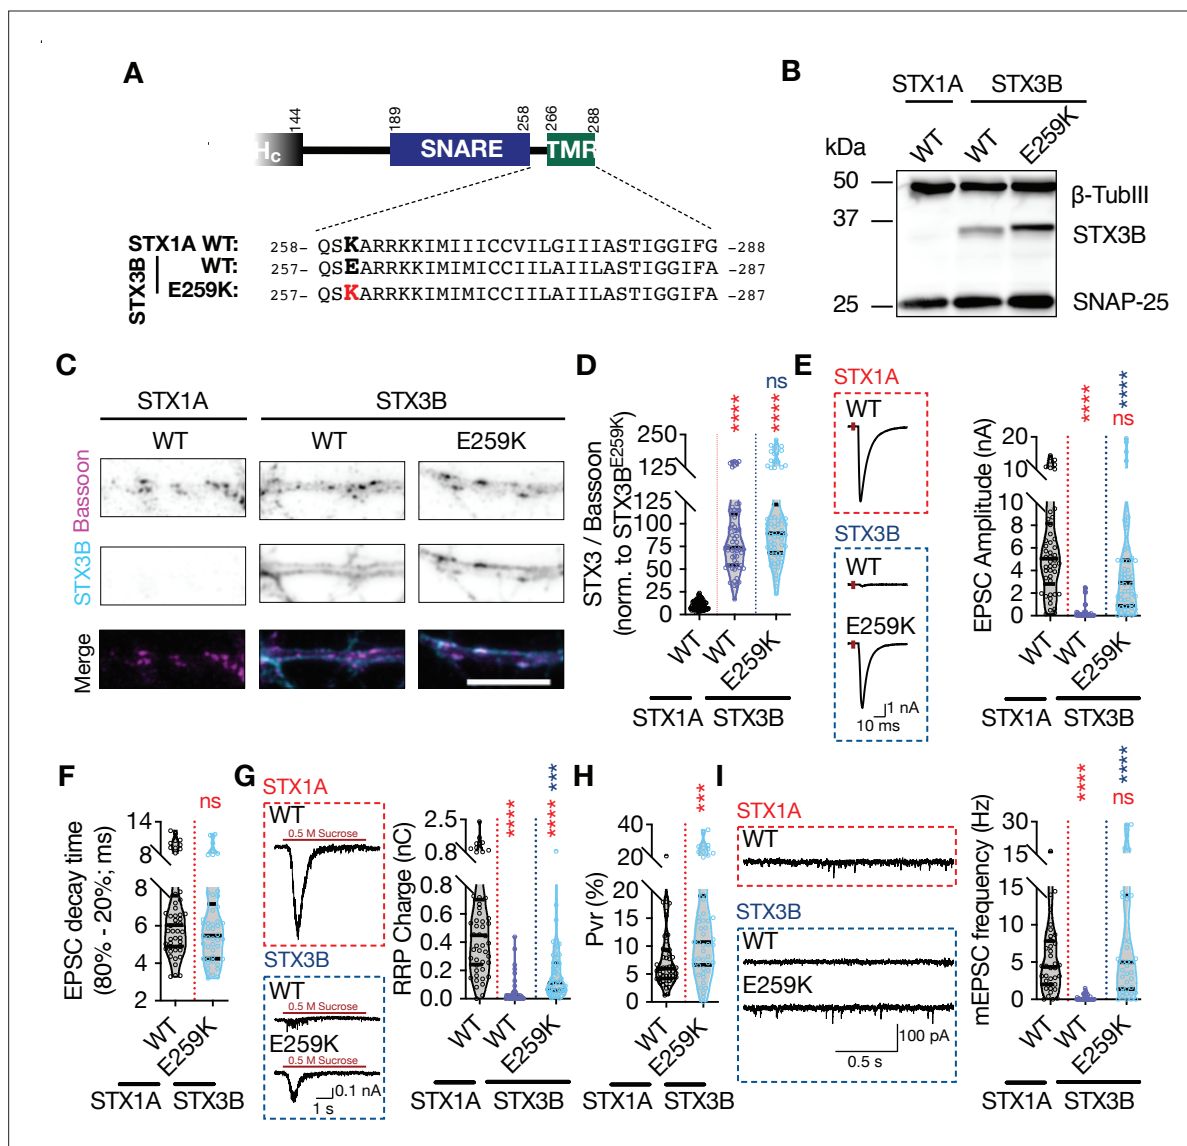 A
144
189
258
266
288
Hc
SNARE
TMR
STX1A WT:
258- QSKARRKKIMIIICCVILGIIIASTIGGIFG -288
STX3B
WT:
257- QSEARRKKIMIMICCIILAIILASTIGGIFA -287
E259K:
257- QSKARRKKIMIMICCIILAIILASTIGGIFA -287
B
STX1A
STX3B
WT
WT
E259K
kDa
50
37
25
β-TubIII
STX3B
SNAP-25
C
STX1A
STX3B
WT
WT
E259K
Bassoon
STX3B
Merge
D
STX3 / Bassoon
(norm. to STX3B^E259K)
250
125
125
100
75
50
25
0
****
ns
****
WT
WT
E259K
STX1A
STX3B
E
STX1A
WT
STX3B
WT
E259K
1 nA
10 ms
EPSC Amplitude (nA)
20
10
10
8
6
4
2
0
****
****
ns
WT
WT
E259K
STX1A
STX3B
F
EPSC decay time
(80% - 20%; ms)
14
8
8
6
4
2
ns
WT
E259K
STX1A
STX3B
G
STX1A
WT
0.5 M Sucrose
STX3B
WT
0.5 M Sucrose
E259K
0.5 M Sucrose
0.1 nA
1 s
RRP Charge (nC)
2.5
0.8
0.8
0.6
0.4
0.2
0.0
****
***
****
WT
WT
E259K
STX1A
STX3B
H
Pvr (%)
40
20
20
15
10
5
0
***
WT
E259K
STX1A
STX3B
I
STX1A
WT
STX3B
WT
E259K
100 pA
0.5 s
mEPSC frequency (Hz)
30
15
15
10
5
0
****
****
ns
WT
WT
E259K
STX1A
STX3B